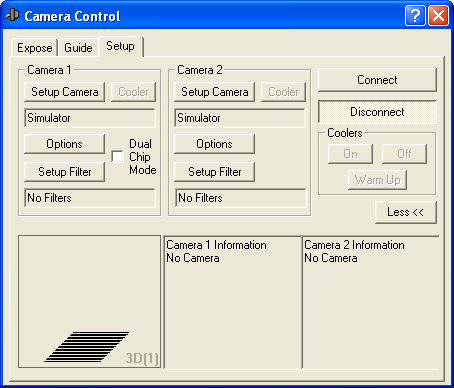 Camera Control
Expose Guide Setup
Camera 1
Setup Camera Cooler
Simulator
Options
Dual
Chip
Mode
Setup Filter
No Filters
Camera 2
Setup Camera Cooler
Simulator
Options
Setup Filter
No Filters
Connect
Disconnect
Coolers
On Off
Warm Up
Less <<
3D(1)
Camera 1 Information
No Camera
Camera 2 Information
No Camera